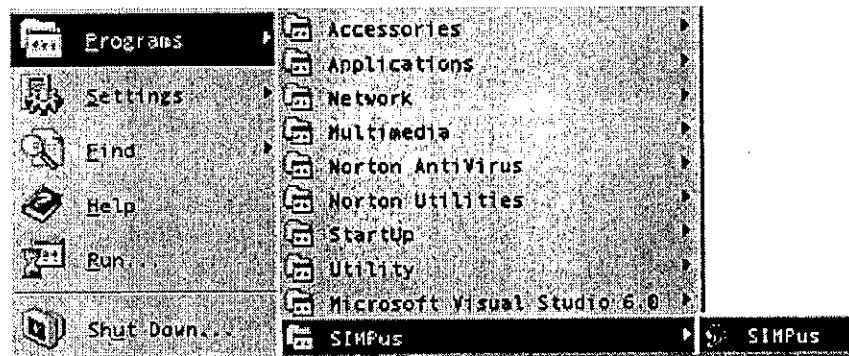 Programs
Settings
Find
Help
Run...
Shut Down...
Accessories
Applications
Network
Multimedia
Norton AntiVirus
Norton Utilities
StartUp
Utility
Microsoft Visual Studio 6.0
SIMPus
SIMPus